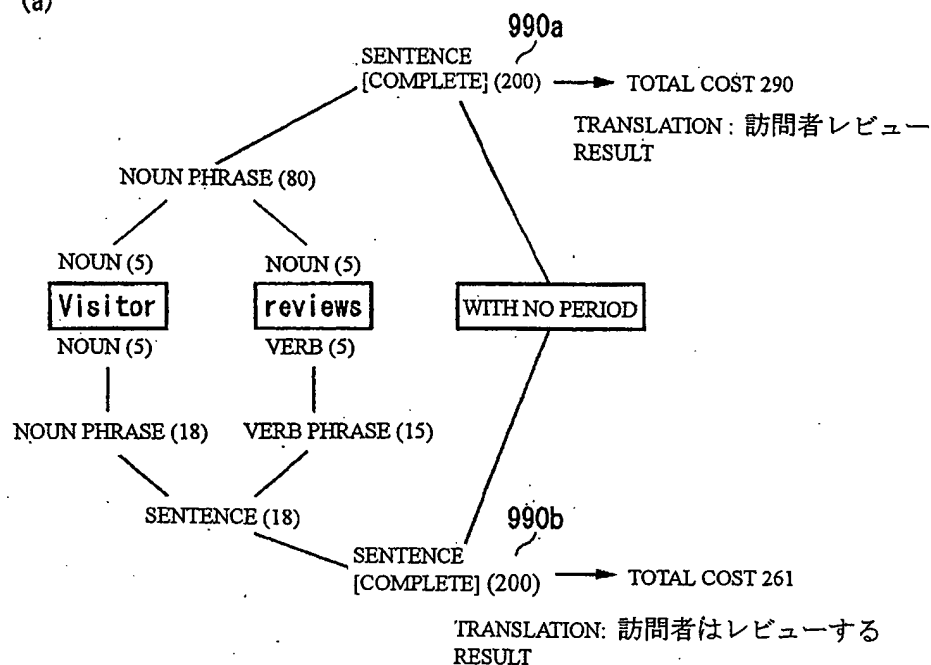 (a)
990a
SENTENCE
[COMPLETE] (200)
TOTAL COST 290
TRANSLATION : 訪問者レビュー
RESULT
NOUN PHRASE (80)
NOUN (5)
NOUN (5)
Visitor
reviews
WITH NO PERIOD
NOUN (5)
VERB (5)
NOUN PHRASE (18)
VERB PHRASE (15)
SENTENCE (18)
990b
SENTENCE
[COMPLETE] (200)
TOTAL COST 261
TRANSLATION: 訪問者はレビューする
RESULT